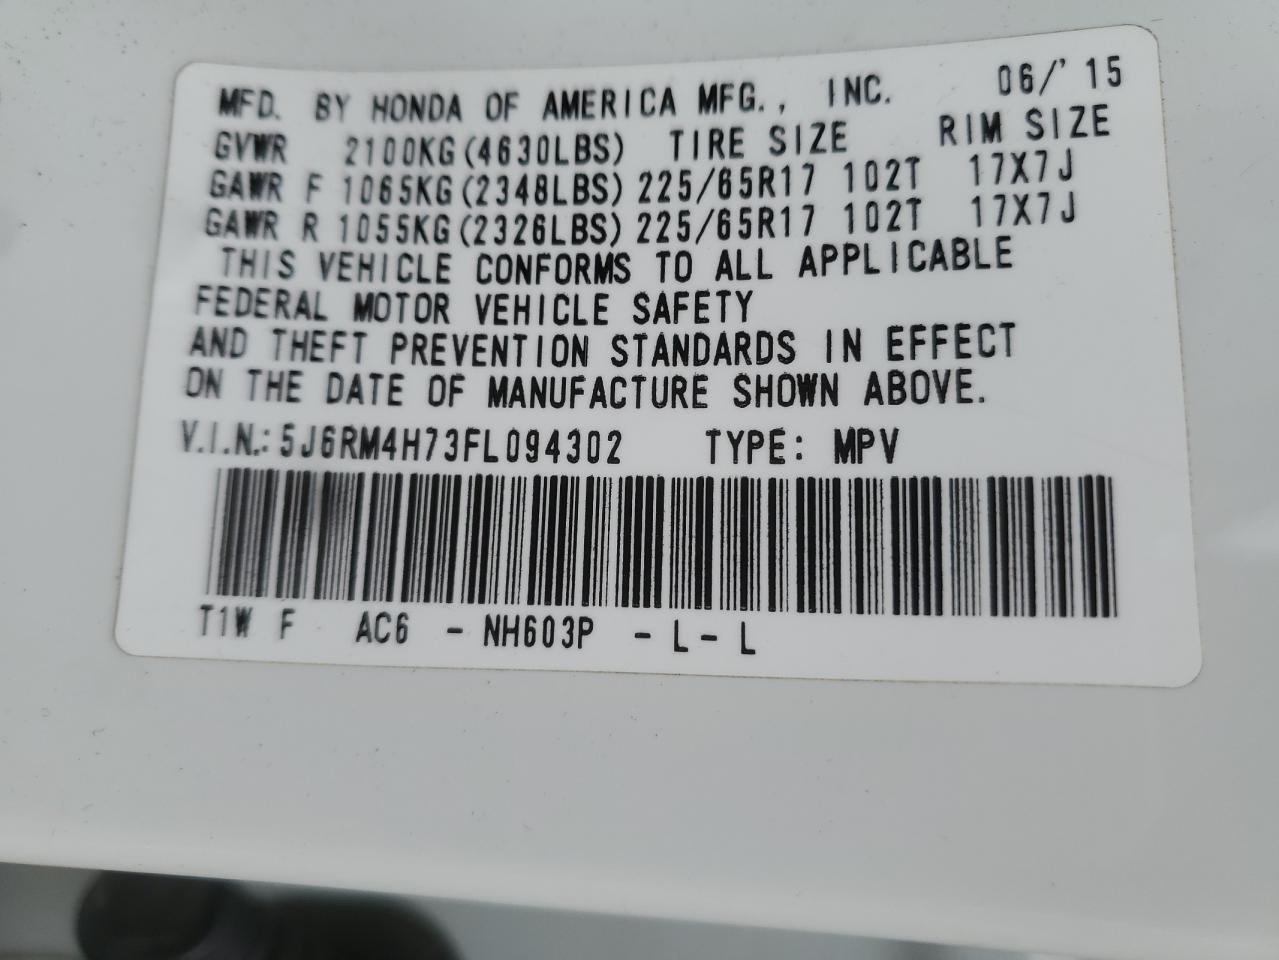 MFD. BY HONDA OF AMERICA MFG., INC. 06/'15
GVWR 2100KG(4630LBS) TIRE SIZE RIM SIZE
GAWR F 1065KG(2348LBS) 225/65R17 102T 17X7J
GAWR R 1055KG(2326LBS) 225/65R17 102T 17X7J
THIS VEHICLE CONFORMS TO ALL APPLICABLE
FEDERAL MOTOR VEHICLE SAFETY
AND THEFT PREVENTION STANDARDS IN EFFECT
ON THE DATE OF MANUFACTURE SHOWN ABOVE.
V.I.N.: 5J6RM4H73FL094302 TYPE: MPV
T1W F AC6 - NH603P - L - L